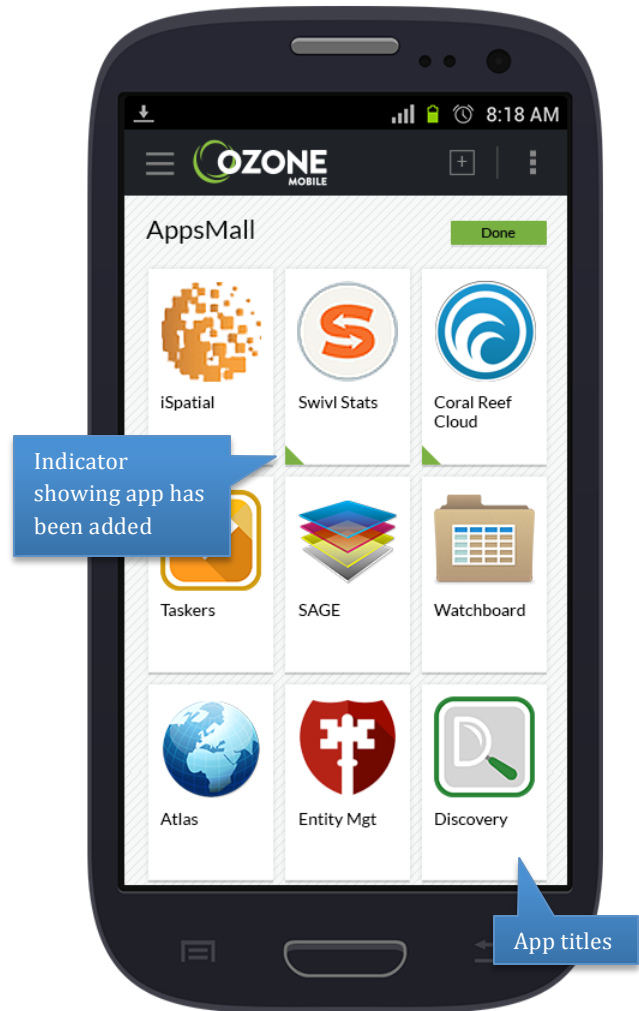 8:18 AM
OZONE
MOBILE
AppsMall
Done
iSpatial
Swivl Stats
Coral Reef
Cloud
Indicator
showing app has
been added
Taskers
SAGE
Watchboard
Atlas
Entity Mgt
Discovery
App titles